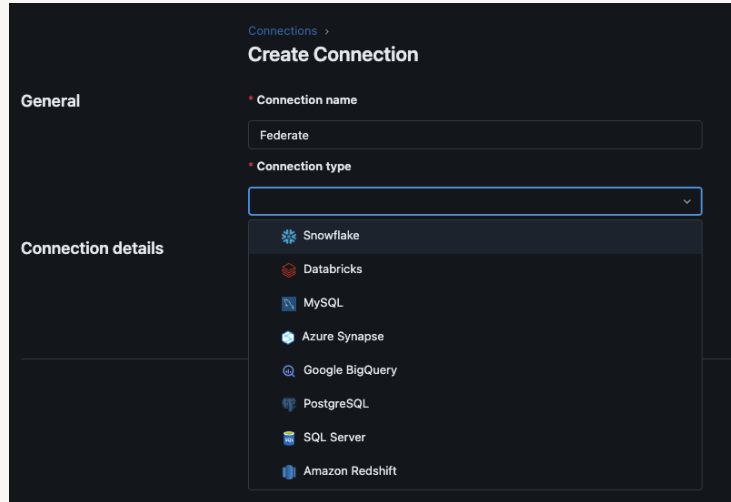 Connections ›
Create Connection
General
* Connection name
Federate
* Connection type
Connection details
Snowflake
Databricks
MySQL
Azure Synapse
Google BigQuery
PostgreSQL
SQL Server
Amazon Redshift